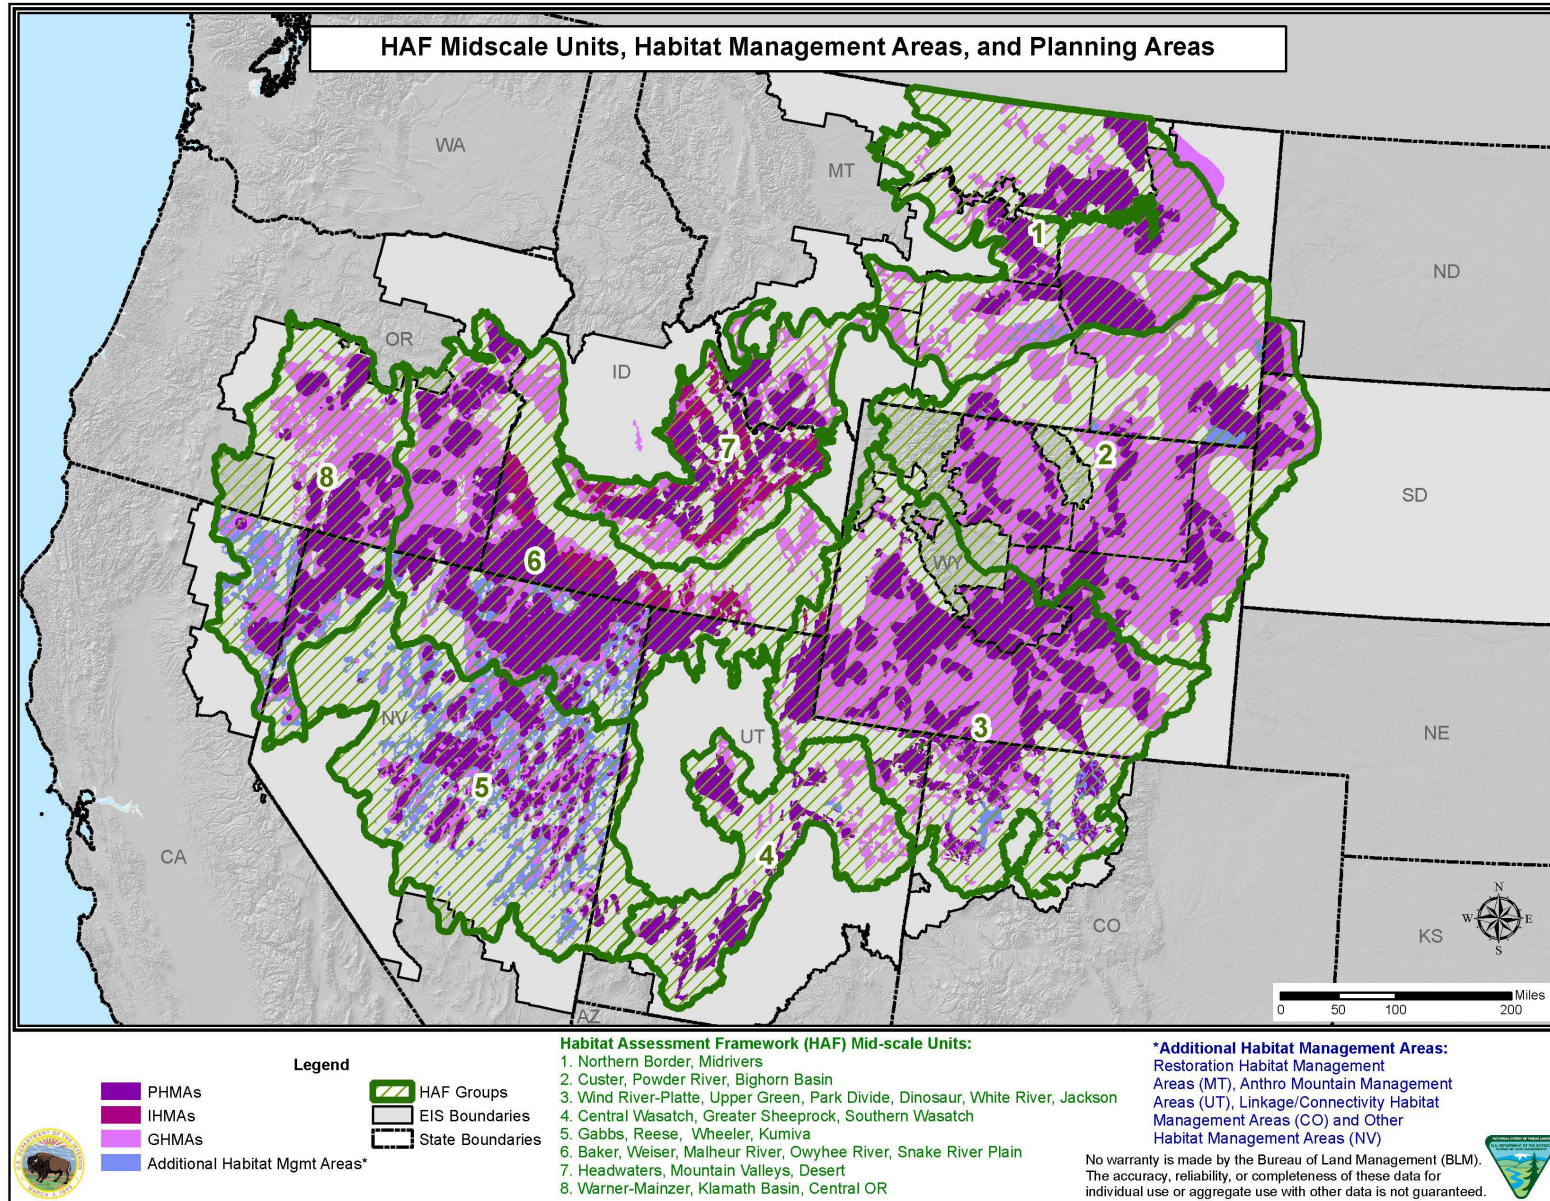 HAF Midscale Units, Habitat Management Areas, and Planning Areas
WA
MT
ND
OR
ID
SD
WY
NE
NV
UT
CA
CO
KS
AZ
1
2
3
4
5
6
7
8
N
W E
S
Miles
0 50 100 200
Legend
PHMAs
IHMAs
GHMAs
Additional Habitat Mgmt Areas*
HAF Groups
EIS Boundaries
State Boundaries
Habitat Assessment Framework (HAF) Mid-scale Units:
1. Northern Border, Midrivers
2. Custer, Powder River, Bighorn Basin
3. Wind River-Platte, Upper Green, Park Divide, Dinosaur, White River, Jackson
4. Central Wasatch, Greater Sheeprock, Southern Wasatch
5. Gabbs, Reese, Wheeler, Kumiva
6. Baker, Weiser, Malheur River, Owyhee River, Snake River Plain
7. Headwaters, Mountain Valleys, Desert
8. Warner-Mainzer, Klamath Basin, Central OR
*Additional Habitat Management Areas:
Restoration Habitat Management
Areas (MT), Anthro Mountain Management
Areas (UT), Linkage/Connectivity Habitat
Management Areas (CO) and Other
Habitat Management Areas (NV)
No warranty is made by the Bureau of Land Management (BLM).
The accuracy, reliability, or completeness of these data for
individual use or aggregate use with other data is not guaranteed.
U.S. DEPARTMENT OF THE INTERIOR
MARCH 3, 1849